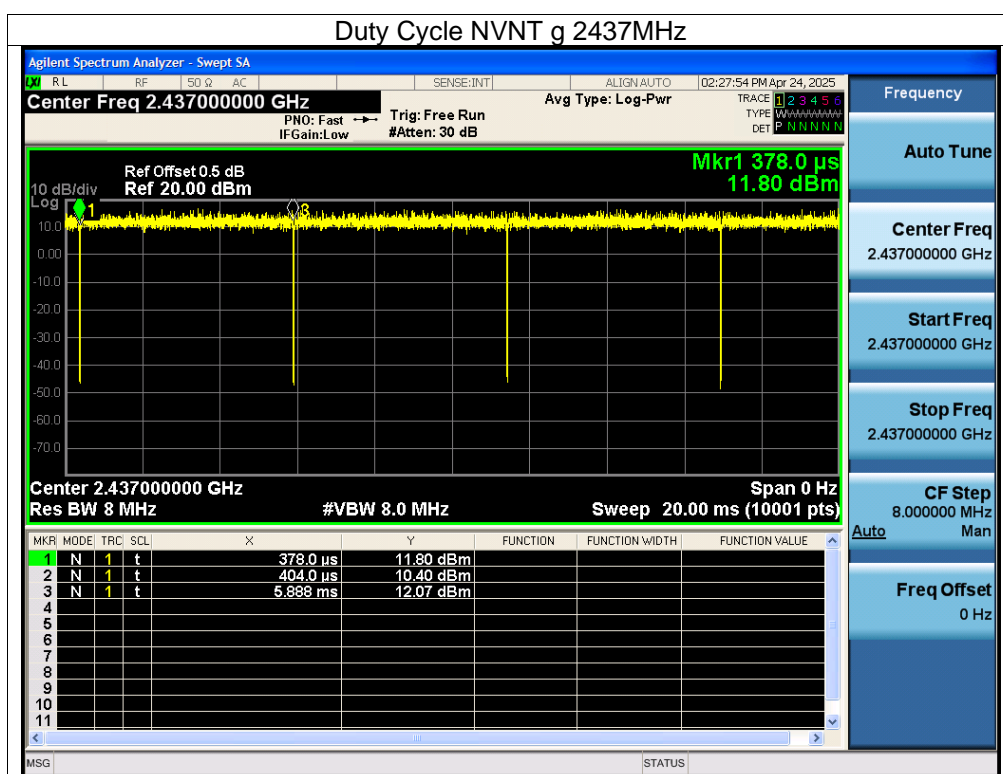 Duty Cycle NVNT g 2437MHz
Agilent Spectrum Analyzer - Swept SA
LXI RL RF 50 Ω AC SENSE:INT ALIGNAUTO 02:27:54 PM Apr 24, 2025
Center Freq 2.437000000 GHz
PNO: Fast
IFGain:Low
Trig: Free Run
#Atten: 30 dB
Avg Type: Log-Pwr
TRACE 1 2 3 4 5 6
TYPE WWWWWW
DET P N N N N N
Mkr1 378.0 µs
11.80 dBm
Ref Offset 0.5 dB
Ref 20.00 dBm
10 dB/div
Log
1
3
10.0
0.00
-10.0
-20.0
-30.0
-40.0
-50.0
-60.0
-70.0
Center 2.437000000 GHz
Span 0 Hz
Res BW 8 MHz
#VBW 8.0 MHz
Sweep 20.00 ms (10001 pts)
MKR MODE TRC SCL X Y FUNCTION FUNCTION WIDTH FUNCTION VALUE
1 N 1 t 378.0 µs 11.80 dBm
2 N 1 t 404.0 µs 10.40 dBm
3 N 1 t 5.888 ms 12.07 dBm
4
5
6
7
8
9
10
11
MSG
STATUS
Frequency
Auto Tune
Center Freq
2.437000000 GHz
Start Freq
2.437000000 GHz
Stop Freq
2.437000000 GHz
CF Step
8.000000 MHz
Auto Man
Freq Offset
0 Hz